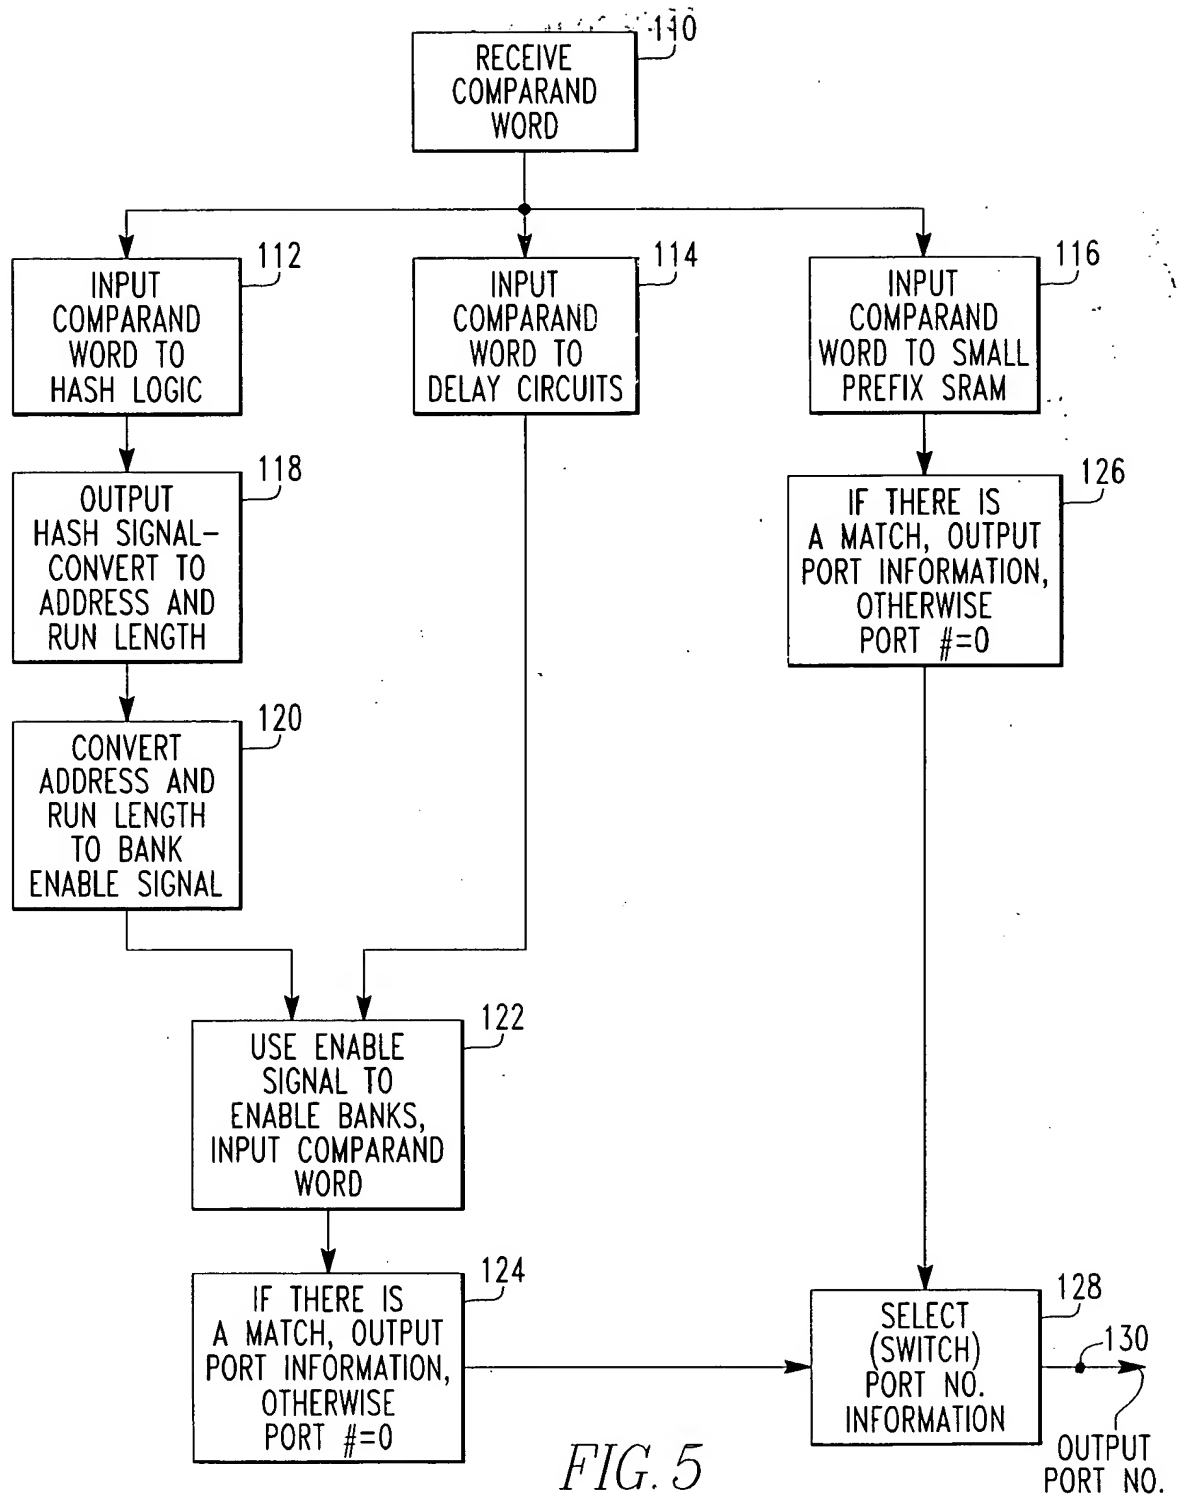 110
RECEIVE
COMPARAND
WORD
112
INPUT
COMPARAND
WORD TO
HASH LOGIC
114
INPUT
COMPARAND
WORD TO
DELAY CIRCUITS
116
INPUT
COMPARAND
WORD TO SMALL
PREFIX SRAM
118
OUTPUT
HASH SIGNAL–
CONVERT TO
ADDRESS AND
RUN LENGTH
126
IF THERE IS
A MATCH, OUTPUT
PORT INFORMATION,
OTHERWISE
PORT #=0
120
CONVERT
ADDRESS AND
RUN LENGTH
TO BANK
ENABLE SIGNAL
122
USE ENABLE
SIGNAL TO
ENABLE BANKS,
INPUT COMPARAND
WORD
124
IF THERE IS
A MATCH, OUTPUT
PORT INFORMATION,
OTHERWISE
PORT #=0
128
SELECT
(SWITCH)
PORT NO.
INFORMATION
130
OUTPUT
PORT NO.
FIG. 5